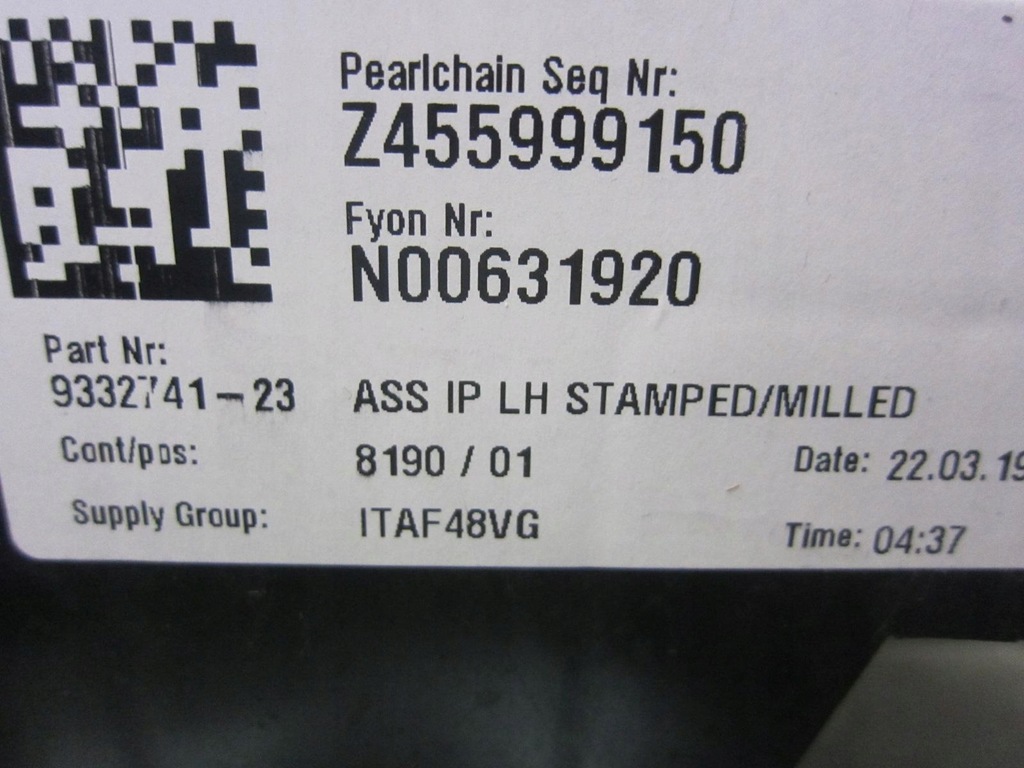 Pearlchain Seq Nr:
Z455999150
Fyon Nr:
N00631920
Part Nr:
9332741-23 ASS IP LH STAMPED/MILLED
Cont/pos: 8190 / 01 Date: 22.03.19
Supply Group: ITAF48VG Time: 04:37